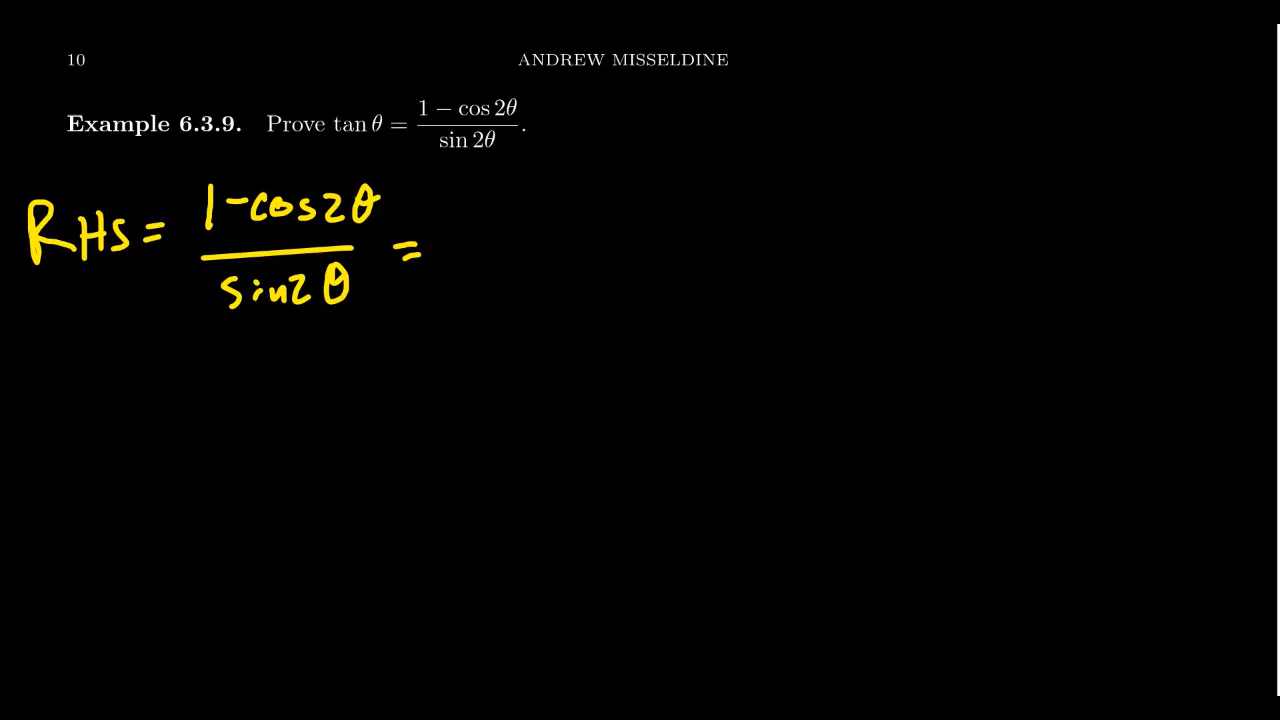 10 ANDREW MISSELDINE
Example 6.3.9. Prove tan θ = (1 − cos 2θ)/(sin 2θ).
RHS = (1-cos2θ)/(sin2θ) =